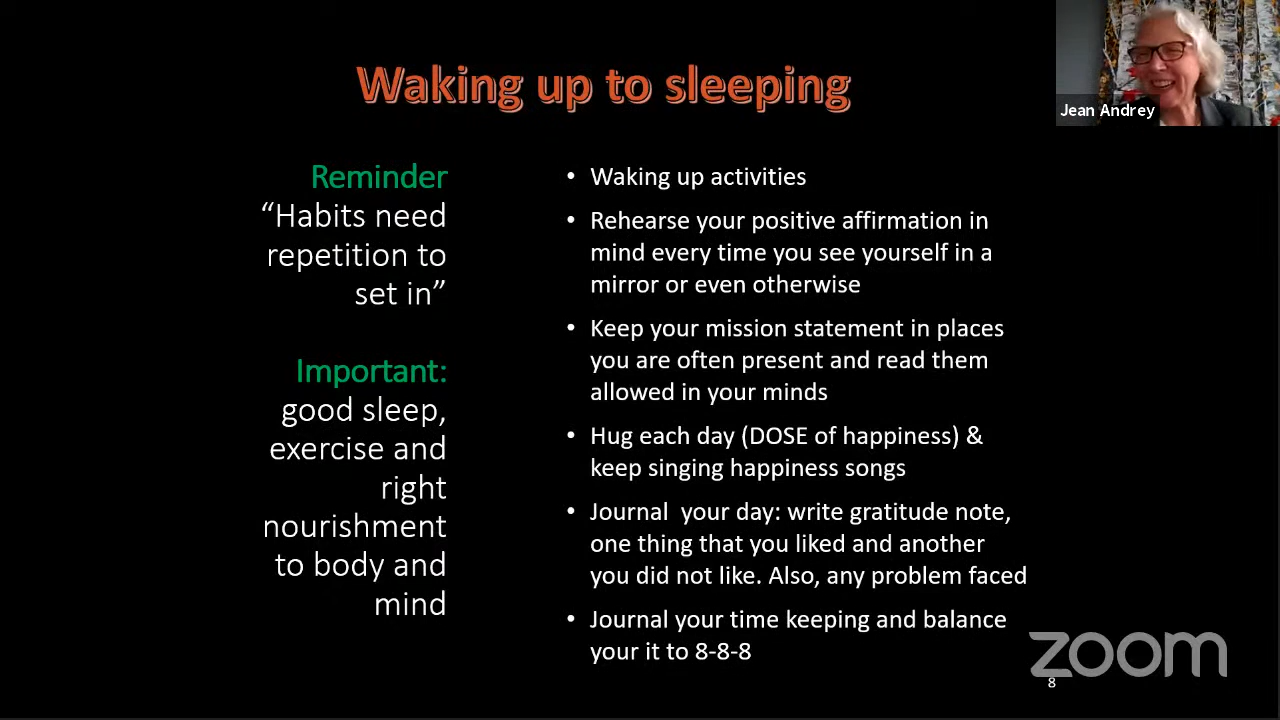 Waking up to sleeping
Jean Andrey
Reminder
“Habits need
repetition to
set in”
Important:
good sleep,
exercise and
right
nourishment
to body and
mind
• Waking up activities
• Rehearse your positive affirmation in
mind every time you see yourself in a
mirror or even otherwise
• Keep your mission statement in places
you are often present and read them
allowed in your minds
• Hug each day (DOSE of happiness) &
keep singing happiness songs
• Journal  your day: write gratitude note,
one thing that you liked and another
you did not like. Also, any problem faced
• Journal your time keeping and balance
your it to 8-8-8
zoom
8